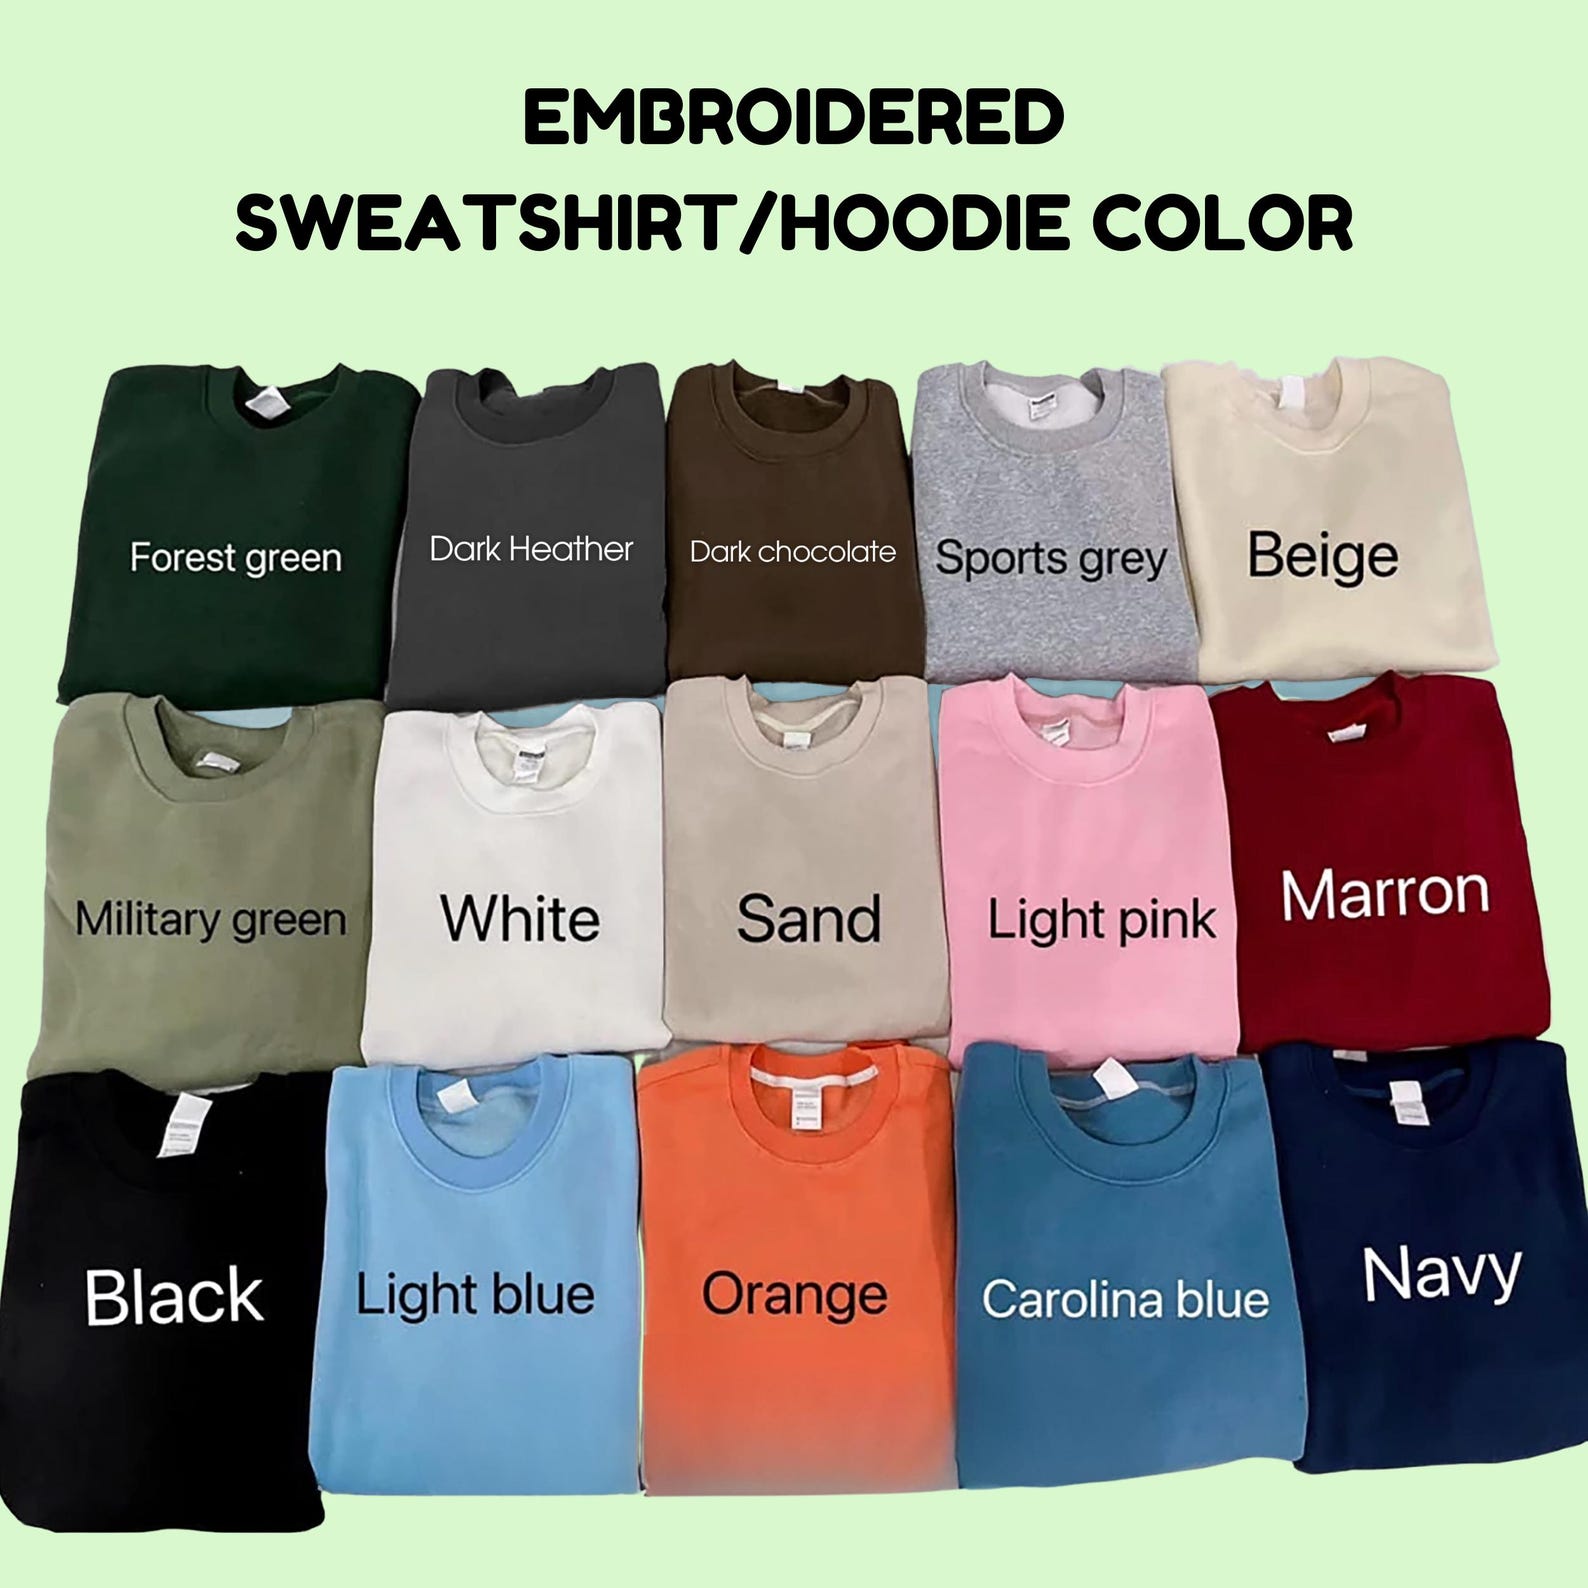 EMBROIDERED
SWEATSHIRT/HOODIE COLOR
Forest green
Dark Heather
Dark chocolate
Sports grey
Beige
Military green
White
Sand
Light pink
Marron
Black
Light blue
Orange
Carolina blue
Navy